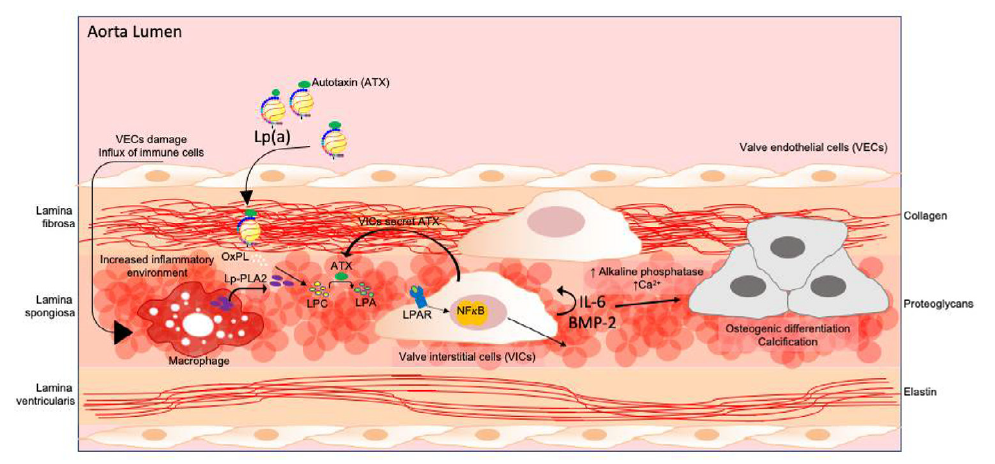 Aorta Lumen
Autotaxin (ATX)
Lp(a)
VECs damage
Influx of immune cells
Valve endothelial cells (VECs)
Lamina
fibrosa
Collagen
VICs secret ATX
OxPL
Increased inflammatory
environment
ATX
Lp-PLA2
LPC
LPA
LPAR
NFκB
↑ Alkaline phosphatase
↑Ca²⁺
IL-6
BMP-2
Lamina
spongiosa
Proteoglycans
Osteogenic differentiation
Calcification
Macrophage
Valve interstitial cells (VICs)
Lamina
ventricularis
Elastin